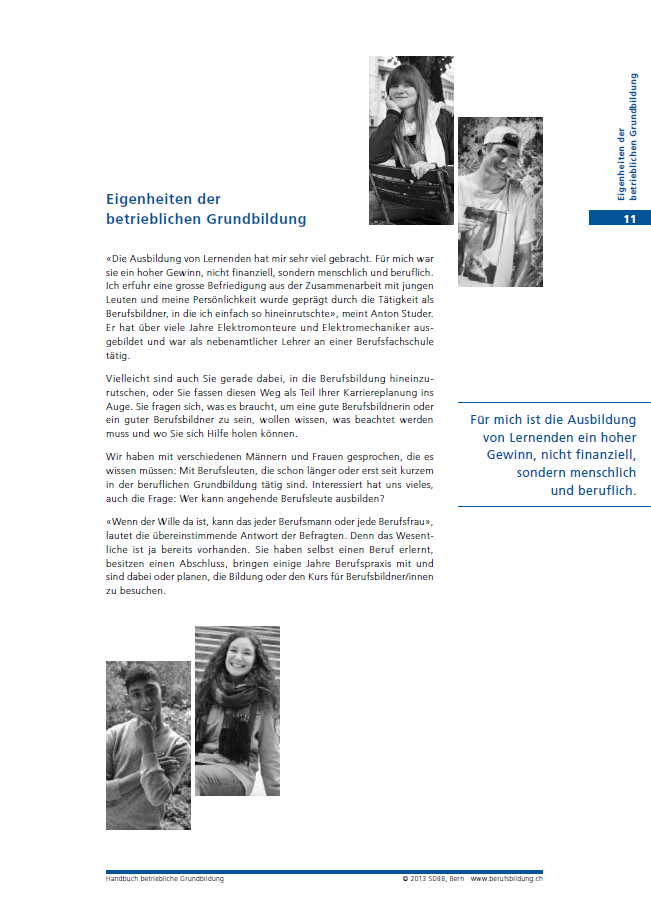 Eigenheiten der
betrieblichen Grundbildung
11
Eigenheiten der
betrieblichen Grundbildung
«Die Ausbildung von Lernenden hat mir sehr viel gebracht. Für mich war
sie ein hoher Gewinn, nicht finanziell, sondern menschlich und beruflich.
Ich erfuhr eine grosse Befriedigung aus der Zusammenarbeit mit jungen
Leuten und meine Persönlichkeit wurde geprägt durch die Tätigkeit als
Berufsbildner, in die ich einfach so hineinrutschte», meint Anton Studer.
Er hat über viele Jahre Elektromonteure und Elektromechaniker aus-
gebildet und war als nebenamtlicher Lehrer an einer Berufsfachschule
tätig.
Vielleicht sind auch Sie gerade dabei, in die Berufsbildung hineinzu-
rutschen, oder Sie fassen diesen Weg als Teil Ihrer Karriereplanung ins
Auge. Sie fragen sich, was es braucht, um eine gute Berufsbildnerin oder
ein guter Berufsbildner zu sein, wollen wissen, was beachtet werden
muss und wo Sie sich Hilfe holen können.
Wir haben mit verschiedenen Männern und Frauen gesprochen, die es
wissen müssen: Mit Berufsleuten, die schon länger oder erst seit kurzem
in der beruflichen Grundbildung tätig sind. Interessiert hat uns vieles,
auch die Frage: Wer kann angehende Berufsleute ausbilden?
«Wenn der Wille da ist, kann das jeder Berufsmann oder jede Berufsfrau»,
lautet die übereinstimmende Antwort der Befragten. Denn das Wesent-
liche ist ja bereits vorhanden. Sie haben selbst einen Beruf erlernt,
besitzen einen Abschluss, bringen einige Jahre Berufspraxis mit und
sind dabei oder planen, die Bildung oder den Kurs für Berufsbildner/innen
zu besuchen.
Für mich ist die Ausbildung
von Lernenden ein hoher
Gewinn, nicht finanziell,
sondern menschlich
und beruflich.
Handbuch betriebliche Grundbildung
© 2013 SDBB, Bern www.berufsbildung.ch